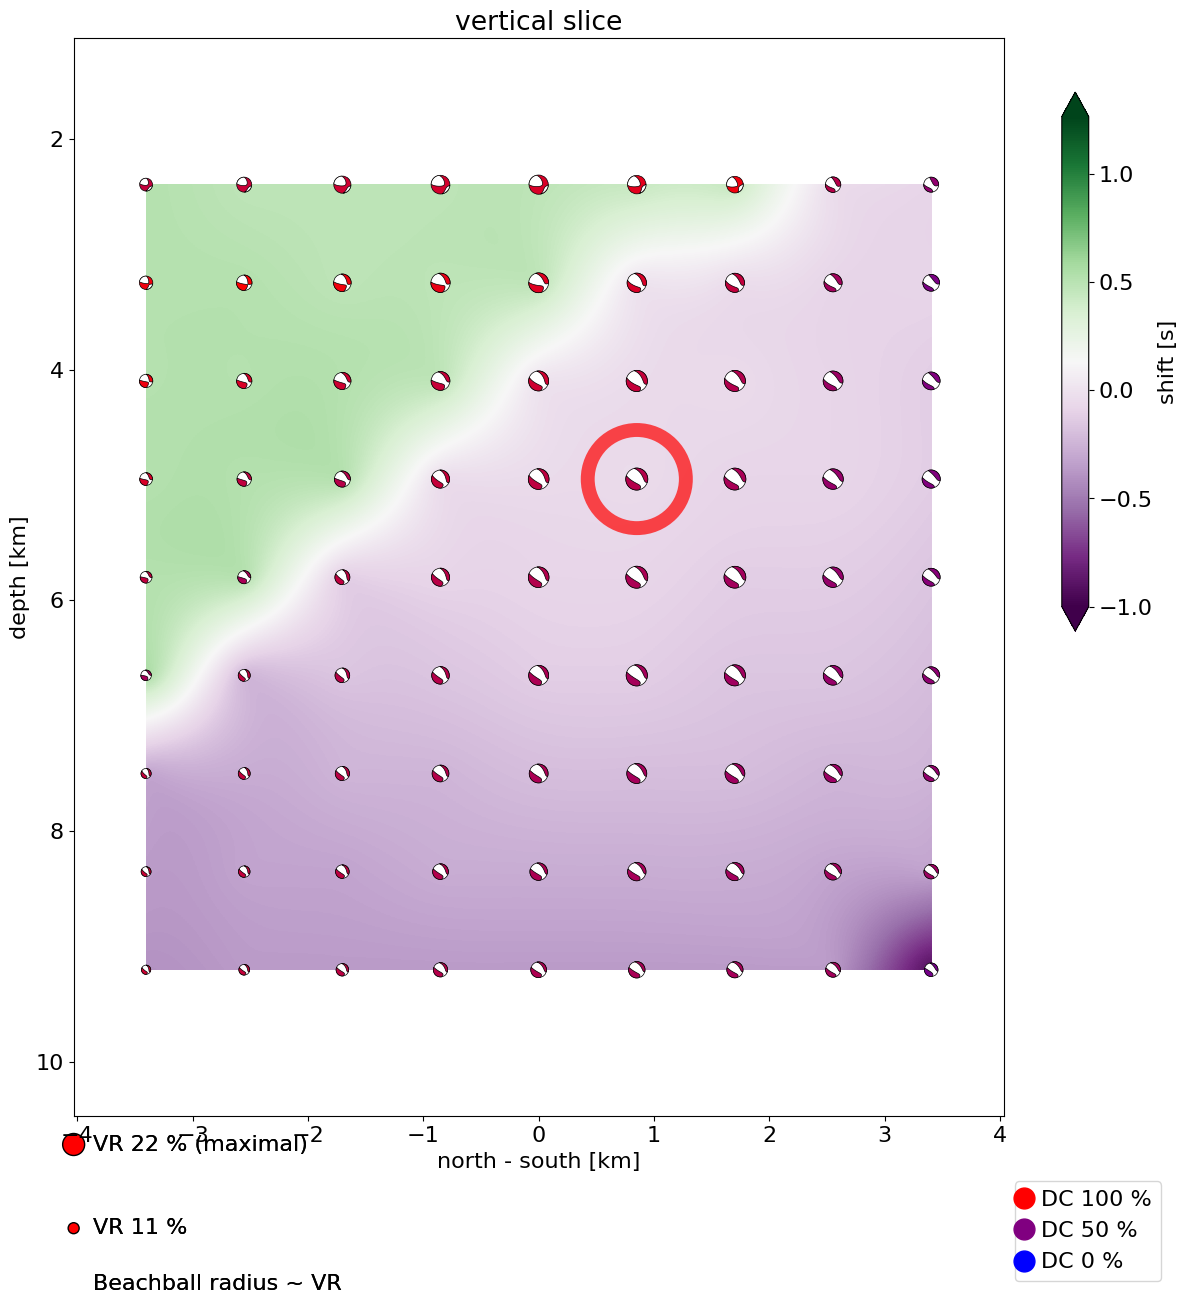 vertical slice
2
4
6
8
10
depth [km]
−4
−3
−2
−1
0
1
2
3
4
north - south [km]
1.0
0.5
0.0
−0.5
−1.0
shift [s]
VR 22 % (maximal)
VR 11 %
Beachball radius ~ VR
DC 100 %
DC 50 %
DC 0 %